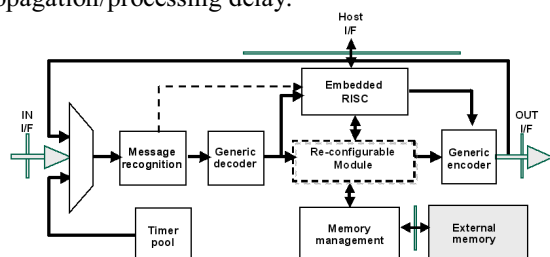 opagation/processing delay.
Host
I/F
Embedded
RISC
IN
I/F
OUT
I/F
Message
recognition
Generic
decoder
Re-configurable
Module
Generic
encoder
Timer
pool
Memory
management
External
memory